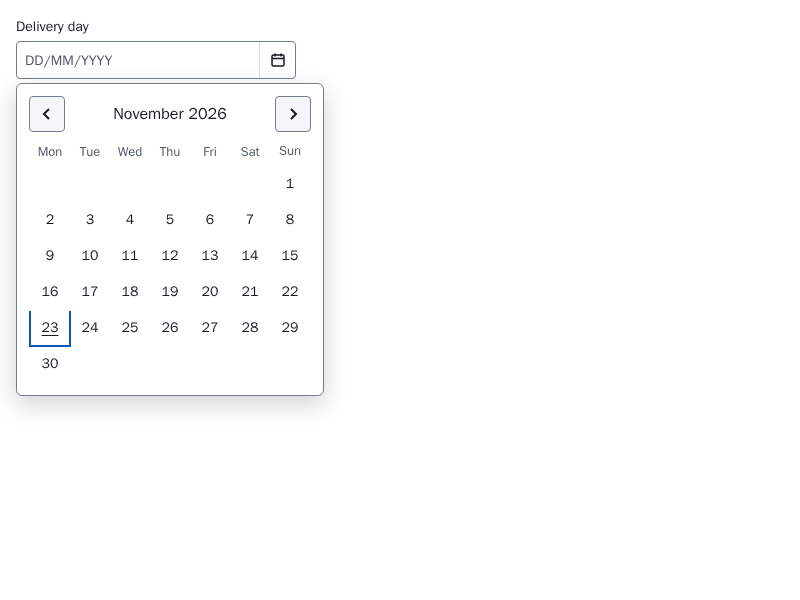 Delivery day
DD/MM/YYYY
November 2026
Mon Tue Wed Thu Fri Sat Sun
1
2 3 4 5 6 7 8
9 10 11 12 13 14 15
16 17 18 19 20 21 22
23 24 25 26 27 28 29
30